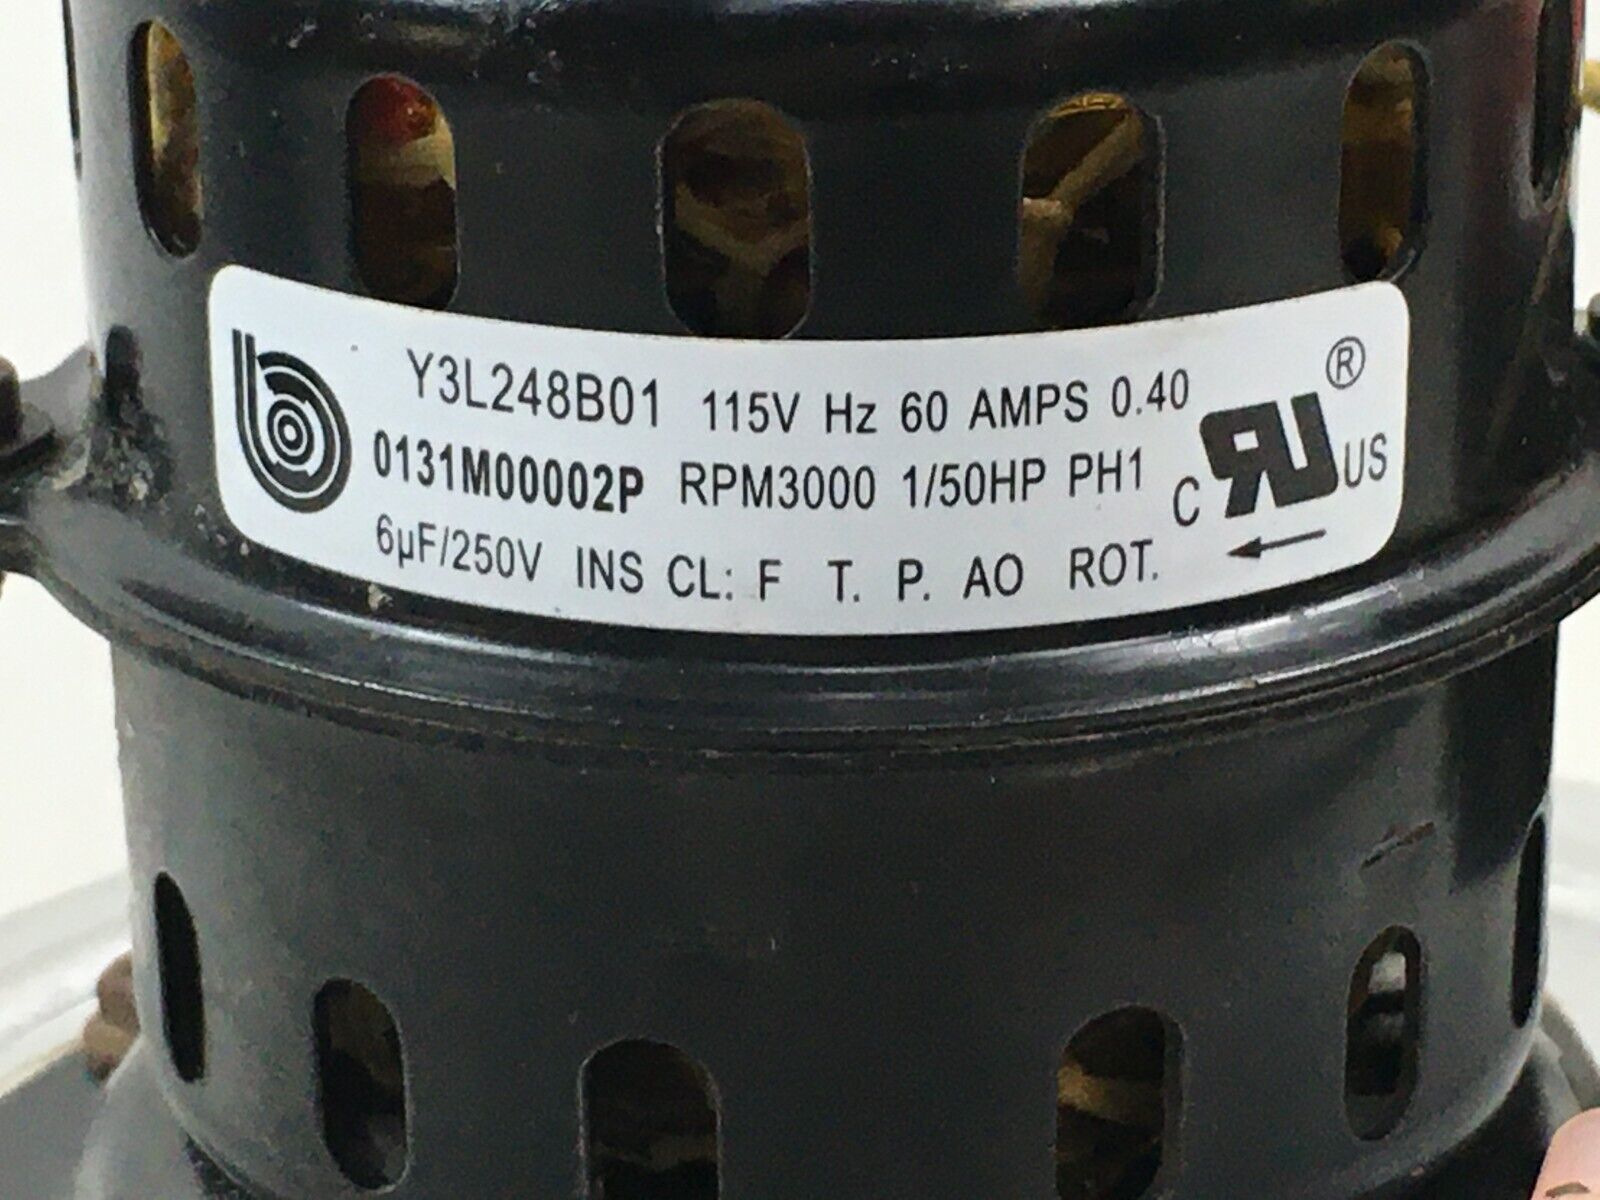 Y3L248B01 115V Hz 60 AMPS 0.40 ®
0131M00002P RPM3000 1/50HP PH1 C RU US
6µF/250V INS CL: F T. P. AO ROT. ←